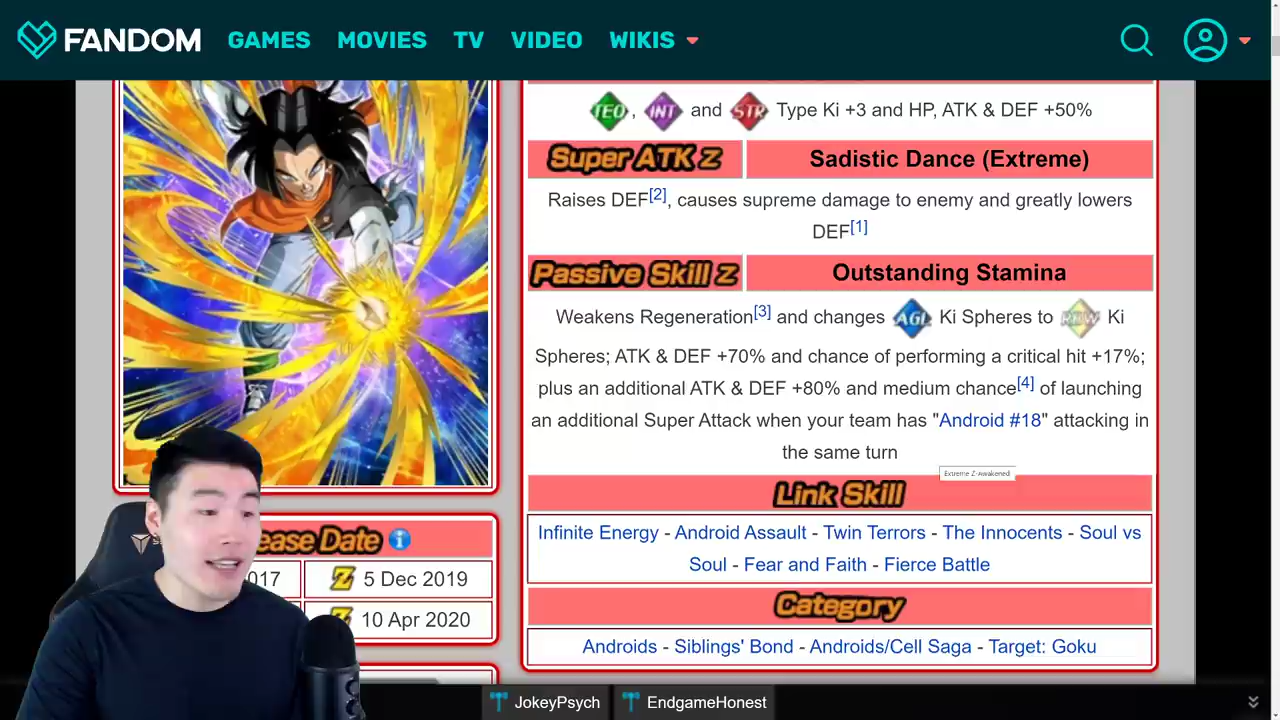 FANDOM GAMES MOVIES TV VIDEO WIKIS
TEQ, INT and STR Type Ki +3 and HP, ATK & DEF +50%
Super ATK Z Sadistic Dance (Extreme)
Raises DEF[2], causes supreme damage to enemy and greatly lowers
DEF[1]
Passive Skill Z Outstanding Stamina
Weakens Regeneration[3] and changes AGL Ki Spheres to RBW Ki
Spheres; ATK & DEF +70% and chance of performing a critical hit +17%;
plus an additional ATK & DEF +80% and medium chance[4] of launching
an additional Super Attack when your team has "Android #18" attacking in
the same turn
Extreme Z-Awakened
Link Skill
Infinite Energy - Android Assault - Twin Terrors - The Innocents - Soul vs
Soul - Fear and Faith - Fierce Battle
Category
Androids - Siblings' Bond - Androids/Cell Saga - Target: Goku
ease Date i
017 Z 5 Dec 2019
Z 10 Apr 2020
JokeyPsych EndgameHonest